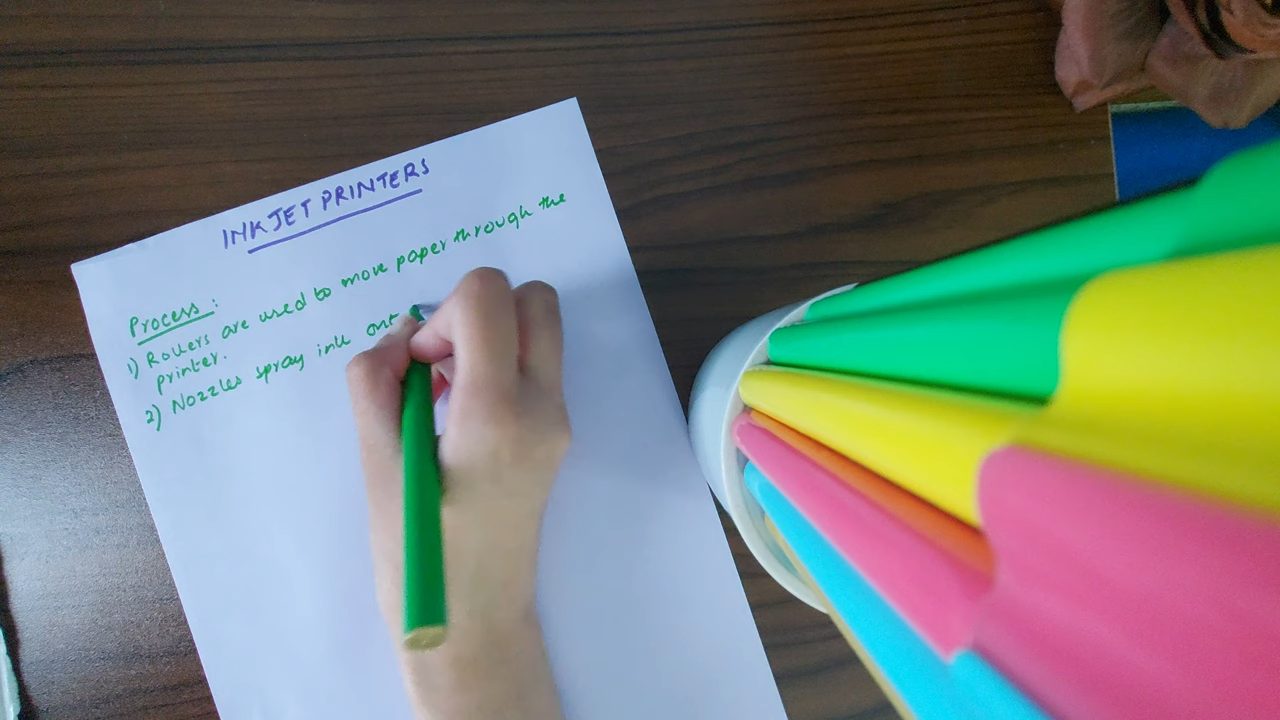 INKJET PRINTERS
Process:
1) Rollers are used to move paper through the
printer.
2) Nozzles spray ink out